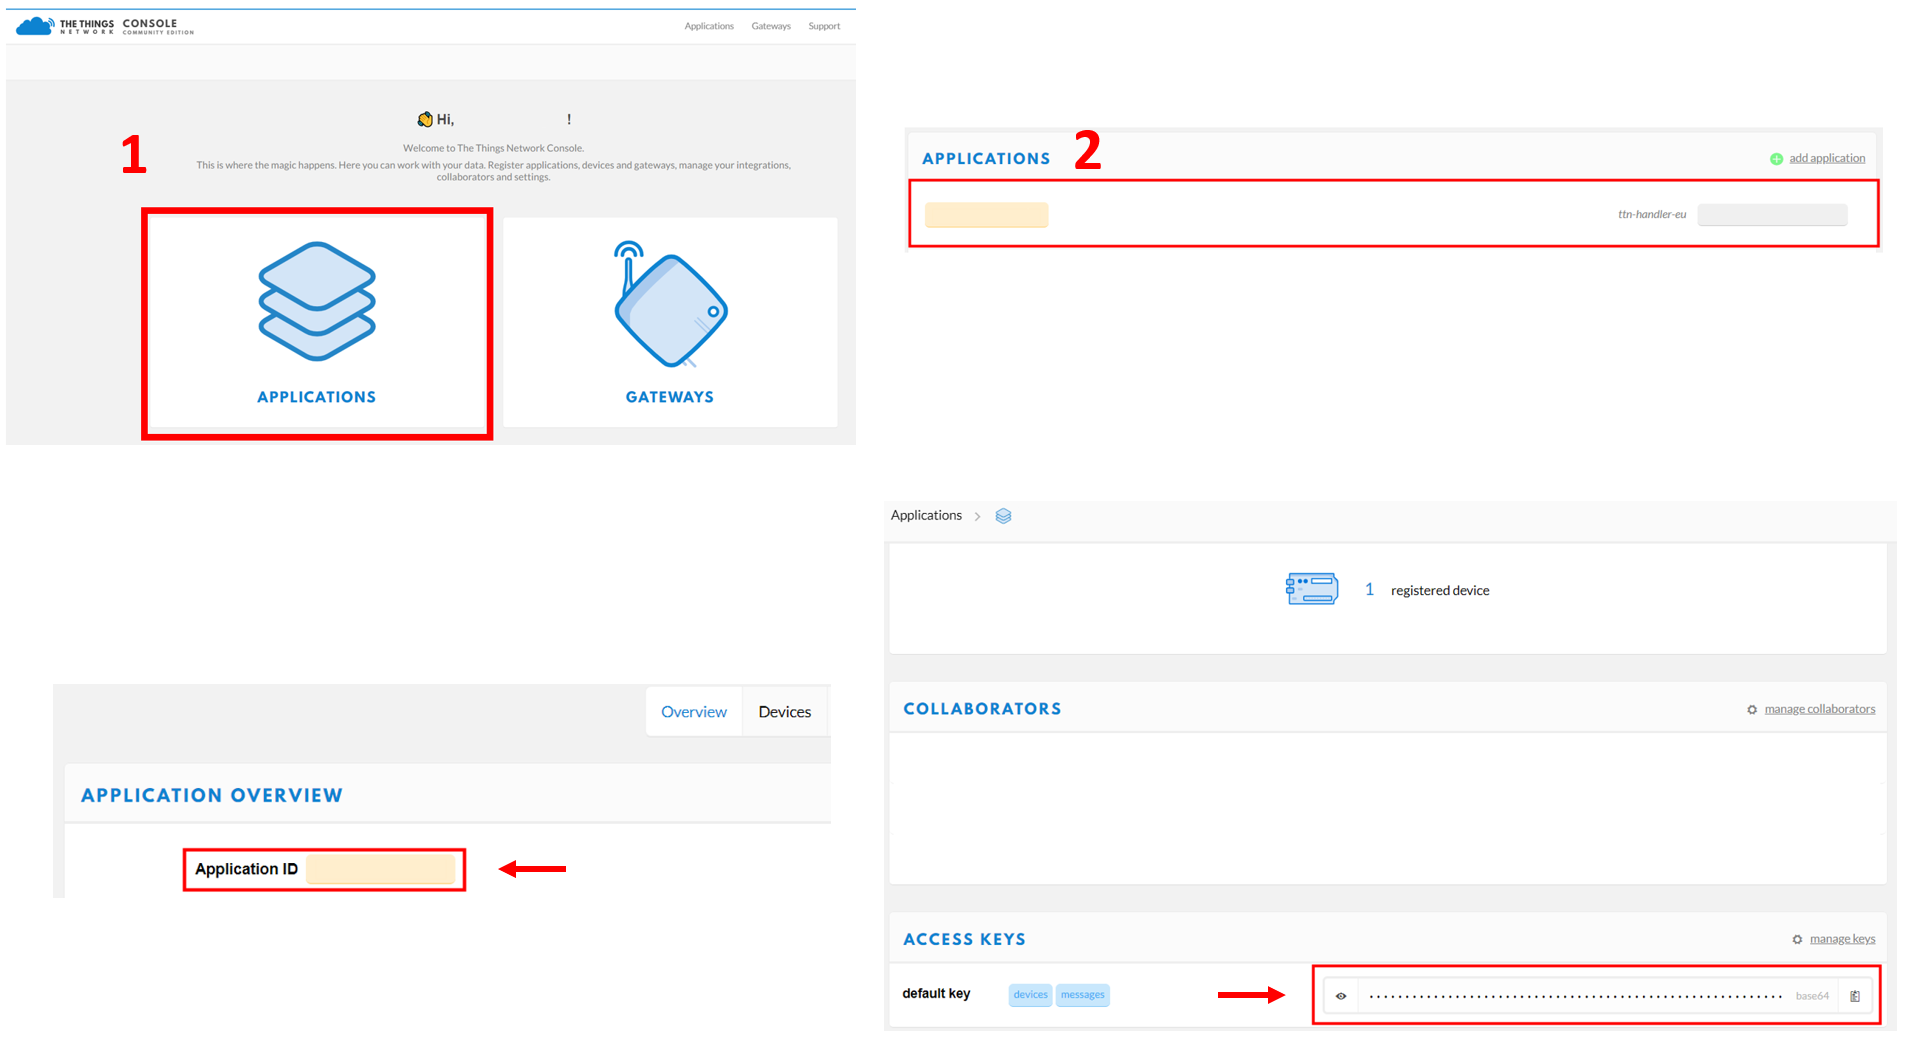 THE THINGS
NETWORK
CONSOLE
COMMUNITY EDITION
Applications Gateways Support
Hi, !
1
Welcome to The Things Network Console.
This is where the magic happens. Here you can work with your data. Register applications, devices and gateways, manage your integrations,
collaborators and settings.
APPLICATIONS
GATEWAYS
APPLICATIONS 2
add application
ttn-handler-eu
Overview Devices
APPLICATION OVERVIEW
Application ID
Applications >
1 registered device
COLLABORATORS
manage collaborators
ACCESS KEYS
manage keys
default key devices messages
base64